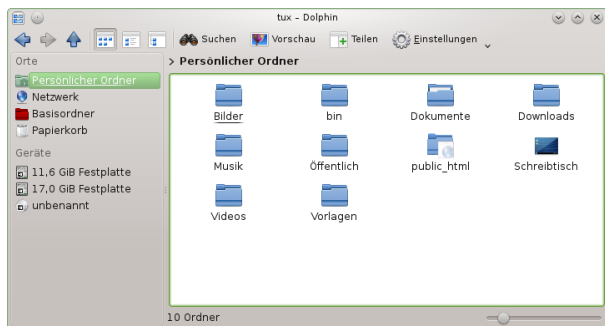 tux – Dolphin
Suchen Vorschau Teilen Einstellungen
Orte
Persönlicher Ordner
Netzwerk
Basisordner
Papierkorb
Geräte
11,6 GiB Festplatte
17,0 GiB Festplatte
unbenannt
> Persönlicher Ordner
Bilder bin Dokumente Downloads
Musik Öffentlich public_html Schreibtisch
Videos Vorlagen
10 Ordner